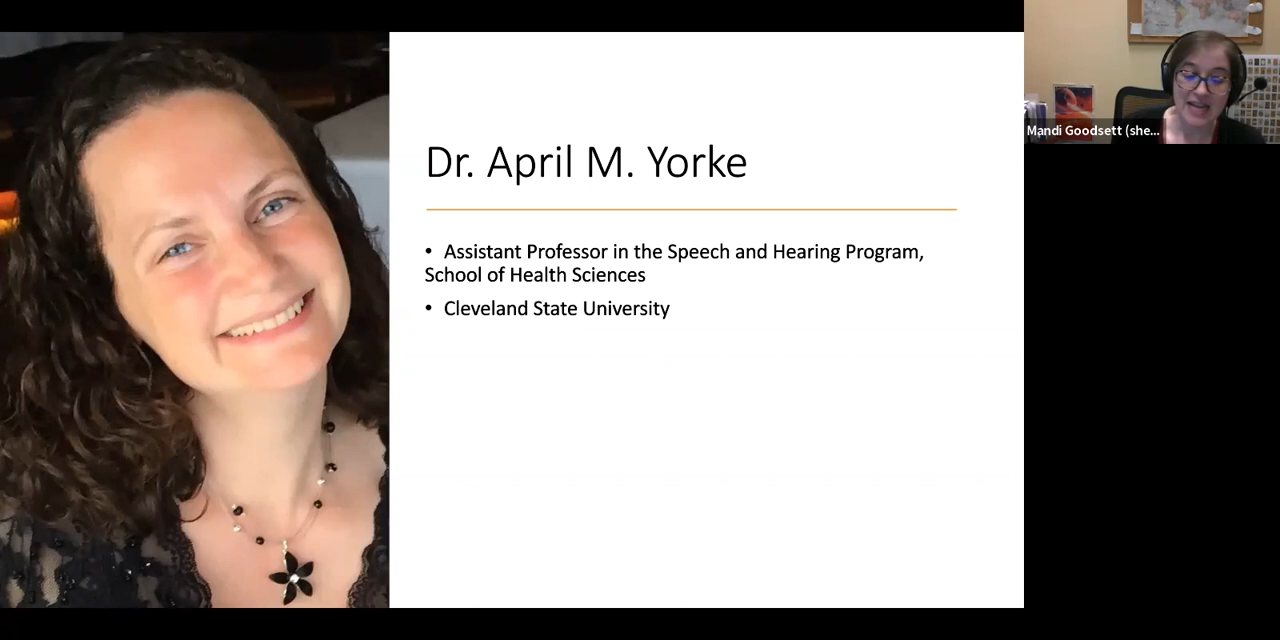 Dr. April M. Yorke
• Assistant Professor in the Speech and Hearing Program,
School of Health Sciences
• Cleveland State University
Mandi Goodsett (she...